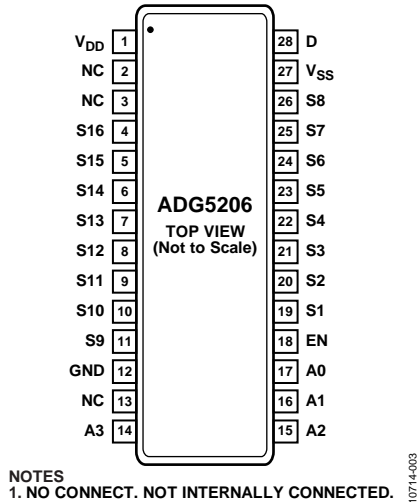 VDD 1 28 D
NC 2 27 VSS
NC 3 26 S8
S16 4 25 S7
S15 5 24 S6
S14 6 23 S5
S13 7 22 S4
S12 8 21 S3
S11 9 20 S2
S10 10 19 S1
S9 11 18 EN
GND 12 17 A0
NC 13 16 A1
A3 14 15 A2
ADG5206
TOP VIEW
(Not to Scale)
NOTES
1. NO CONNECT. NOT INTERNALLY CONNECTED.
10714-003